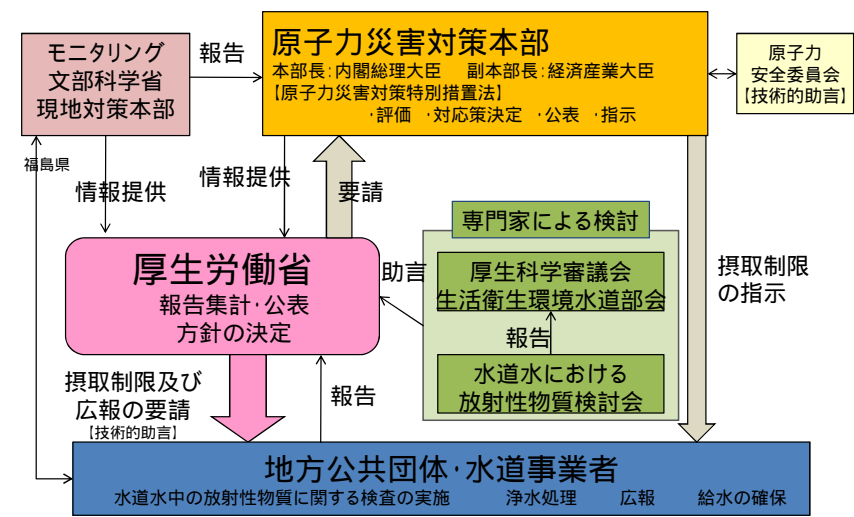 モニタリング
文部科学省
現地対策本部
報告
原子力災害対策本部
本部長:内閣総理大臣　副本部長:経済産業大臣
【原子力災害対策特別措置法】
・評価　・対応策決定　・公表　・指示
原子力
安全委員会
【技術的助言】
福島県
情報提供
情報提供
要請
専門家による検討
厚生労働省
報告集計・公表
方針の決定
助言
厚生科学審議会
生活衛生環境水道部会
報告
水道水における
放射性物質検討会
摂取制限
の指示
摂取制限及び
広報の要請
【技術的助言】
報告
地方公共団体・水道事業者
水道水中の放射性物質に関する検査の実施　浄水処理　広報　給水の確保